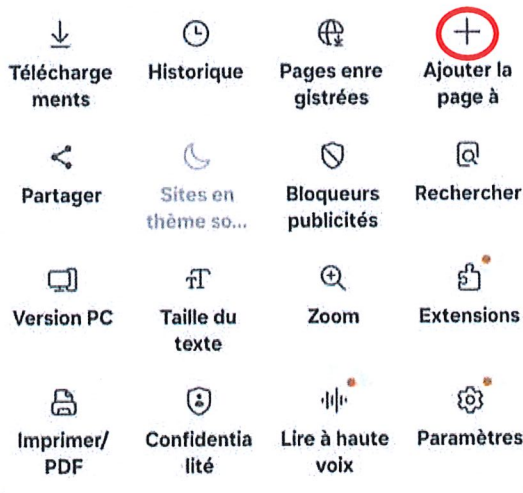 Télécharge
ments
Historique
Pages enre
gistrées
Ajouter la
page à
Partager
Sites en
thème so...
Bloqueurs
publicités
Rechercher
Version PC
Taille du
texte
Zoom
Extensions
Imprimer/
PDF
Confidentia
lité
Lire à haute
voix
Paramètres